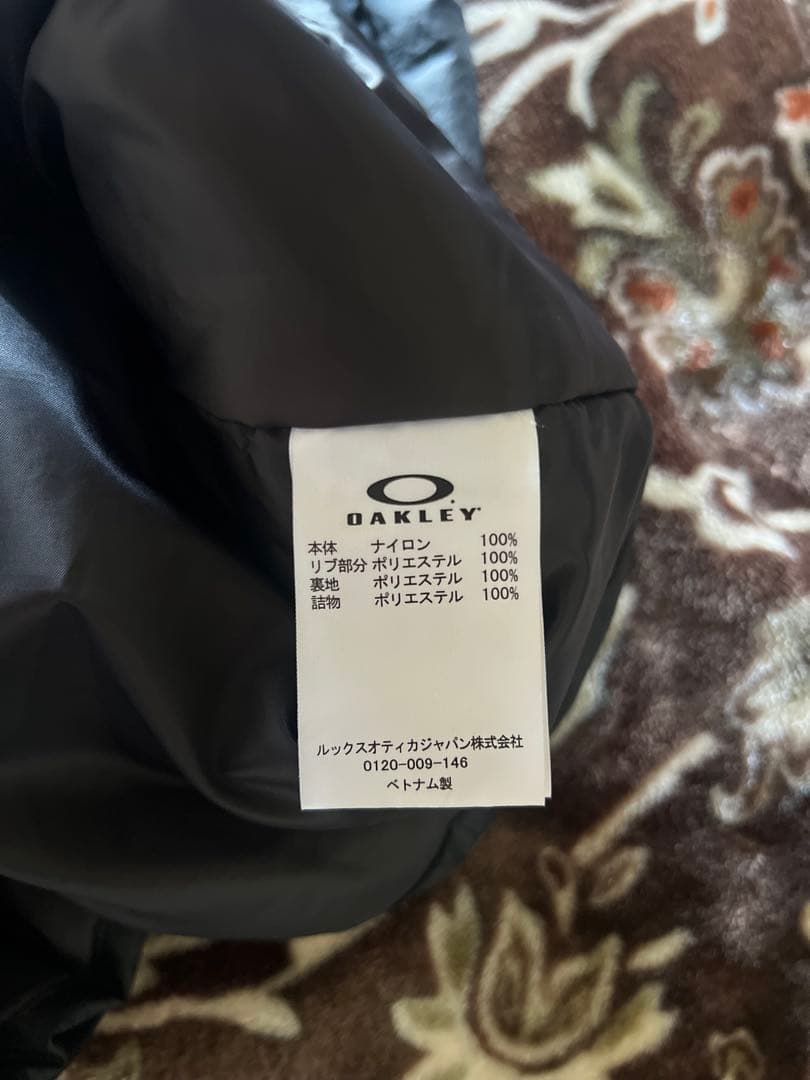 OAKLEY
本体 ナイロン 100%
リブ部分 ポリエステル 100%
裏地 ポリエステル 100%
詰物 ポリエステル 100%
ルックスオティカジャパン株式会社
0120-009-146
ベトナム製